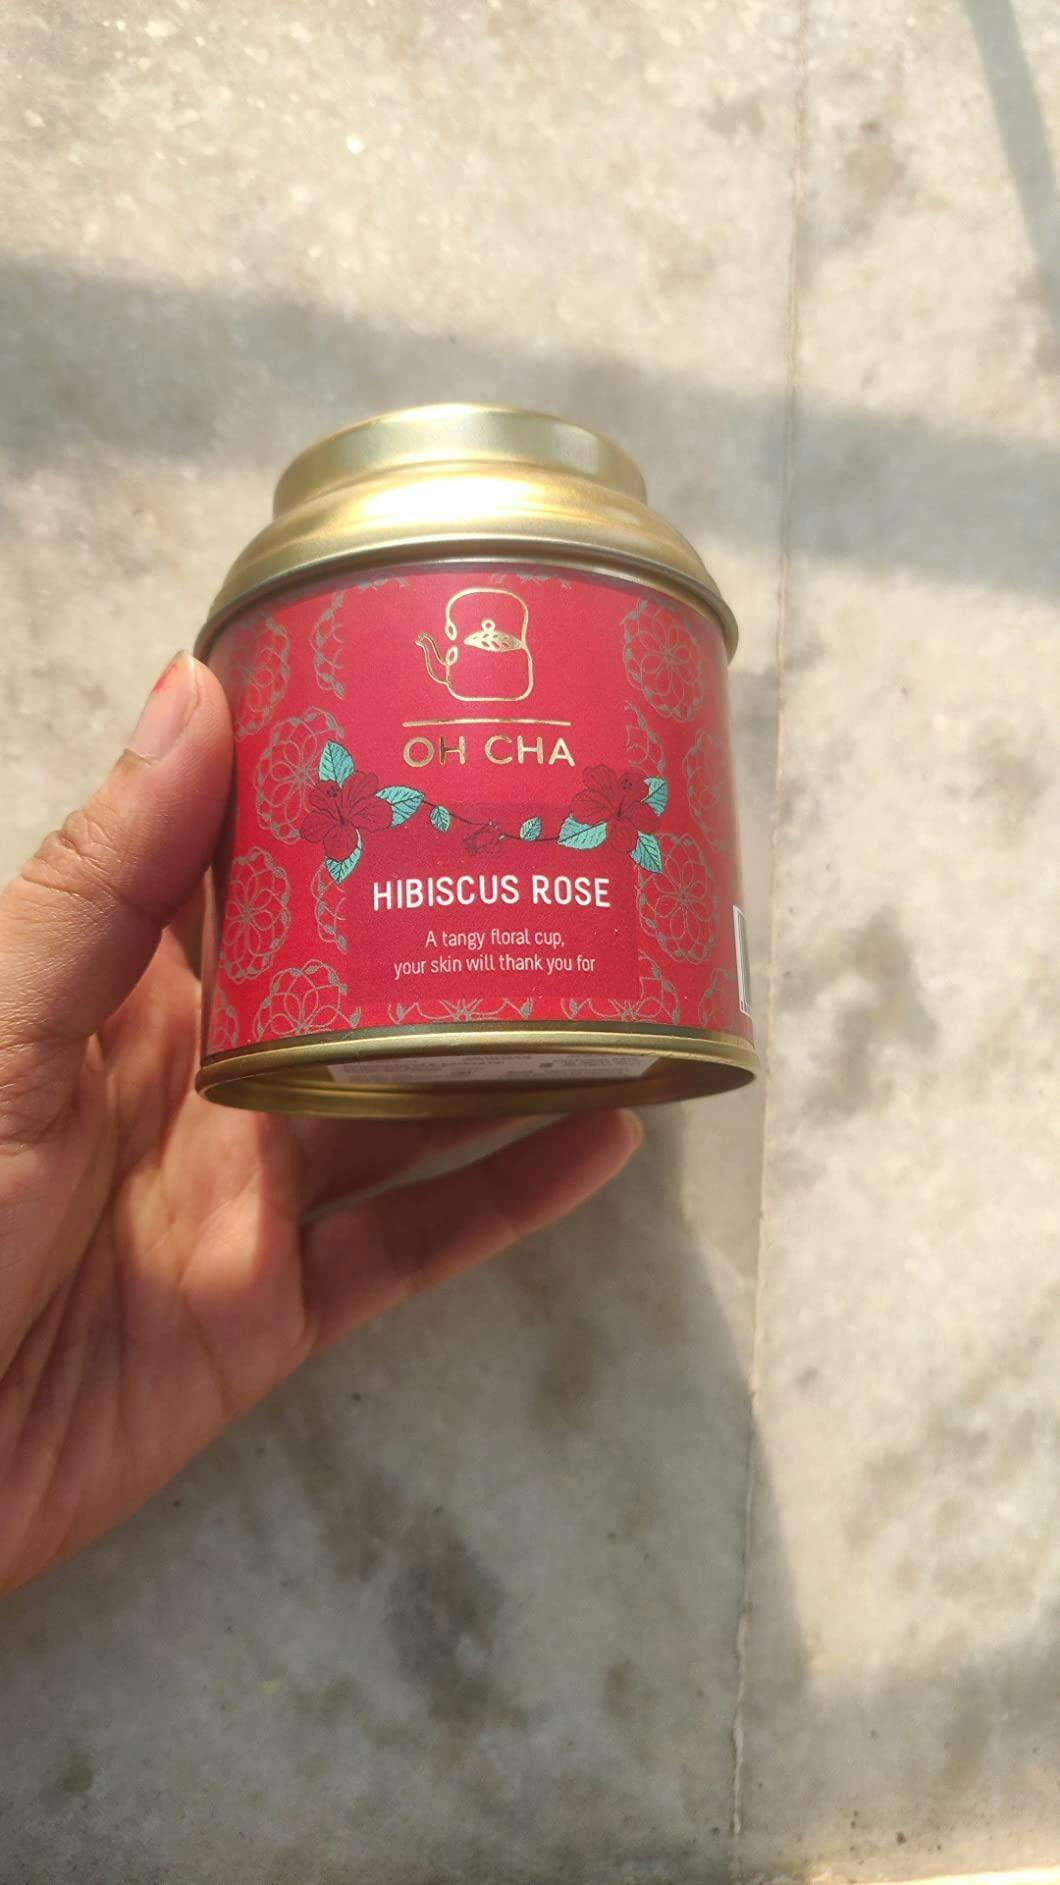 OH CHA
HIBISCUS ROSE
A tangy floral cup,
your skin will thank you for